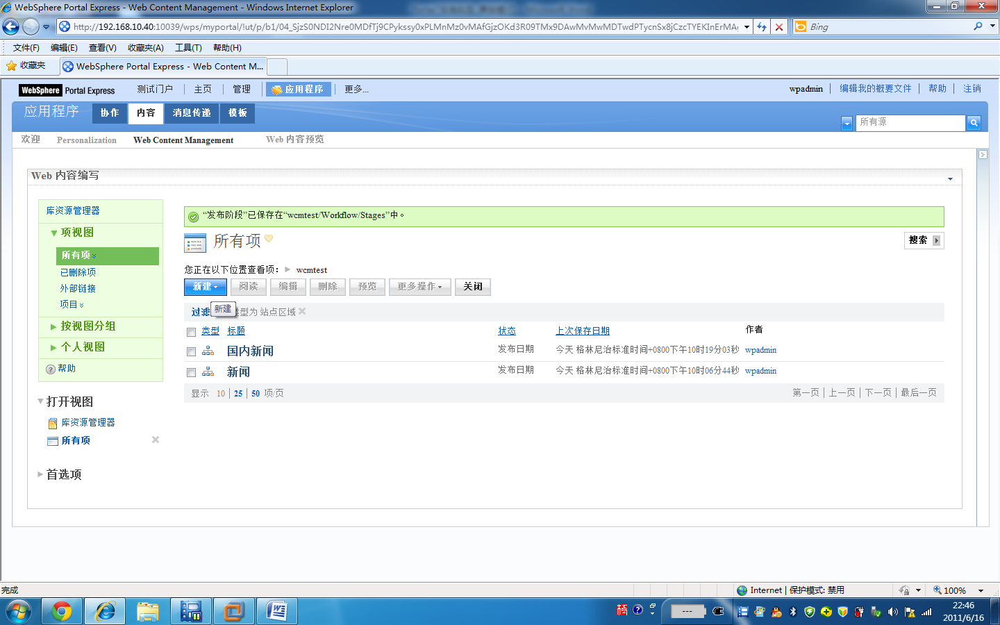 WebSphere Portal Express - Web Content Management - Windows Internet Explorer
http://192.168.10.40:10039/wps/myportal/!ut/p/b1/04_SjzS0NDI2Nre0MDfTj9CPykssy0xPLMnMz0vMAfGjzOKd3R09TMx9DAwMvMwMDTwdPTycnSx8jCzcTYEKInErMA
Bing
文件(F) 编辑(E) 查看(V) 收藏夹(A) 工具(T) 帮助(H)
收藏夹 WebSphere Portal Express - Web Content M...
WebSphere Portal Express 测试门户 主页 管理 应用程序 更多... wpadmin 编辑我的概要文件 帮助 注销
应用程序 协作 内容 消息传递 模板
所有源
欢迎 Personalization Web Content Management Web 内容预览
Web 内容编写
库资源管理器
项视图
所有项
已删除项
外部链接
项目
按视图分组
个人视图
帮助
打开视图
库资源管理器
所有项
首选项
“发布阶段”已保存在“wcmtest/Workflow/Stages”中。
所有项
搜索
您正在以下位置查看项： wcmtest
新建 阅读 编辑 删除 预览 更多操作 关闭
新建
过滤 型为 站点区域
类型 标题 状态 上次保存日期 作者
国内新闻 发布日期 今天 格林尼治标准时间+0800下午10时19分03秒 wpadmin
新闻 发布日期 今天 格林尼治标准时间+0800下午10时06分44秒 wpadmin
显示 10 | 25 | 50 项/页 第一页 | 上一页 | 下一页 | 最后一页
完成 Internet | 保护模式: 禁用 100%
22:46
2011/6/16